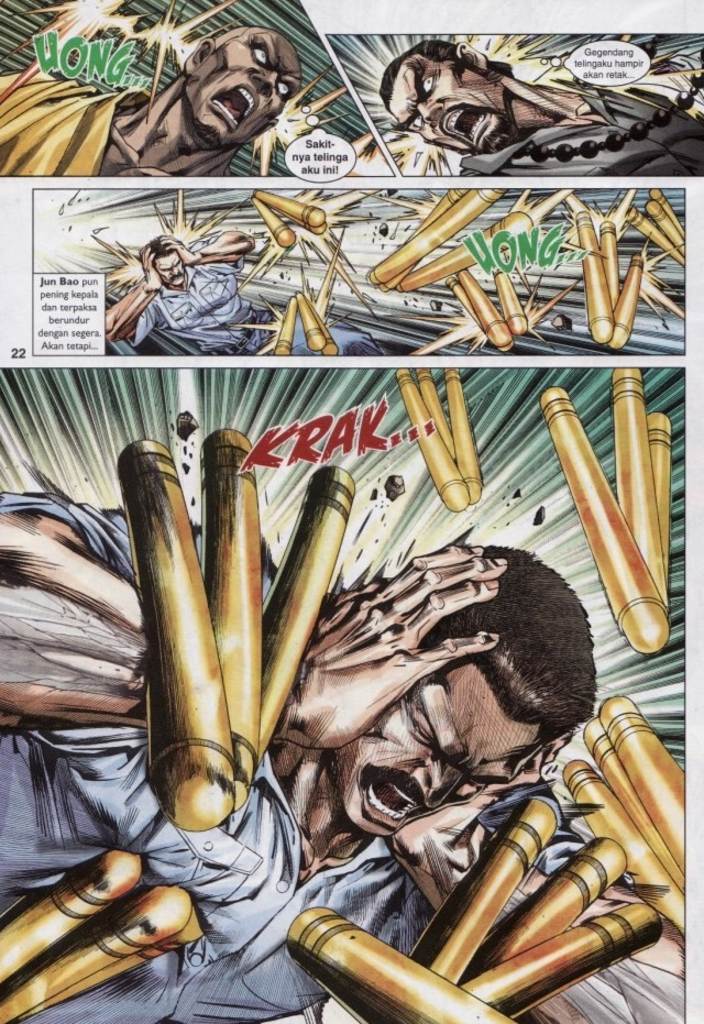 UONG...
Sakit-
nya telinga
aku ini!
Gegendang
telingaku hampir
akan retak...
UONG...
Jun Bao pun
pening kepala
dan terpaksa
berundur
dengan segera.
Akan tetapi...
22
KRAK...